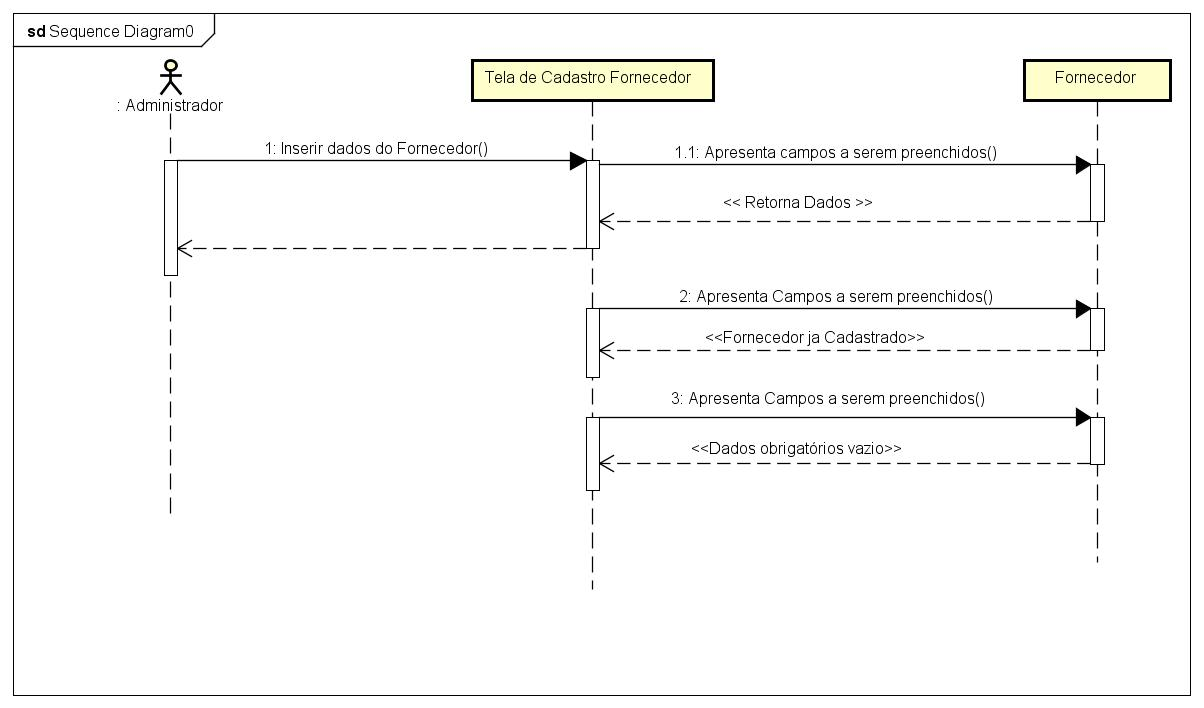 sd Sequence Diagram0
: Administrador
Tela de Cadastro Fornecedor
Fornecedor
1: Inserir dados do Fornecedor()
1.1: Apresenta campos a serem preenchidos()
<< Retorna Dados >>
2: Apresenta Campos a serem preenchidos()
<<Fornecedor ja Cadastrado>>
3: Apresenta Campos a serem preenchidos()
<<Dados obrigatórios vazio>>